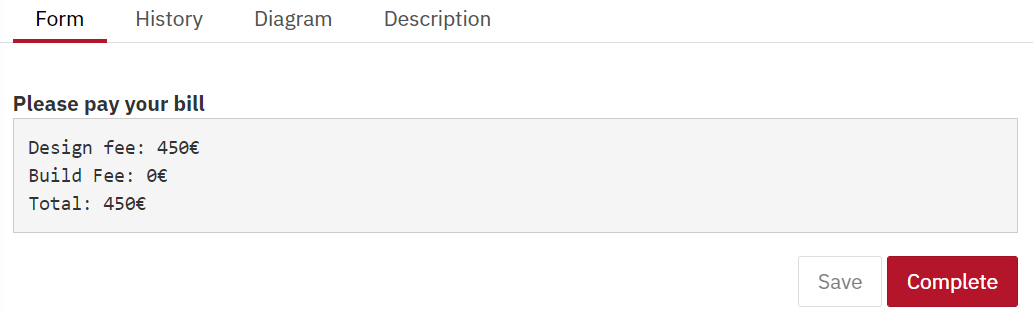 Form History Diagram Description
Please pay your bill
Design fee: 450€
Build Fee: 0€
Total: 450€
Save Complete